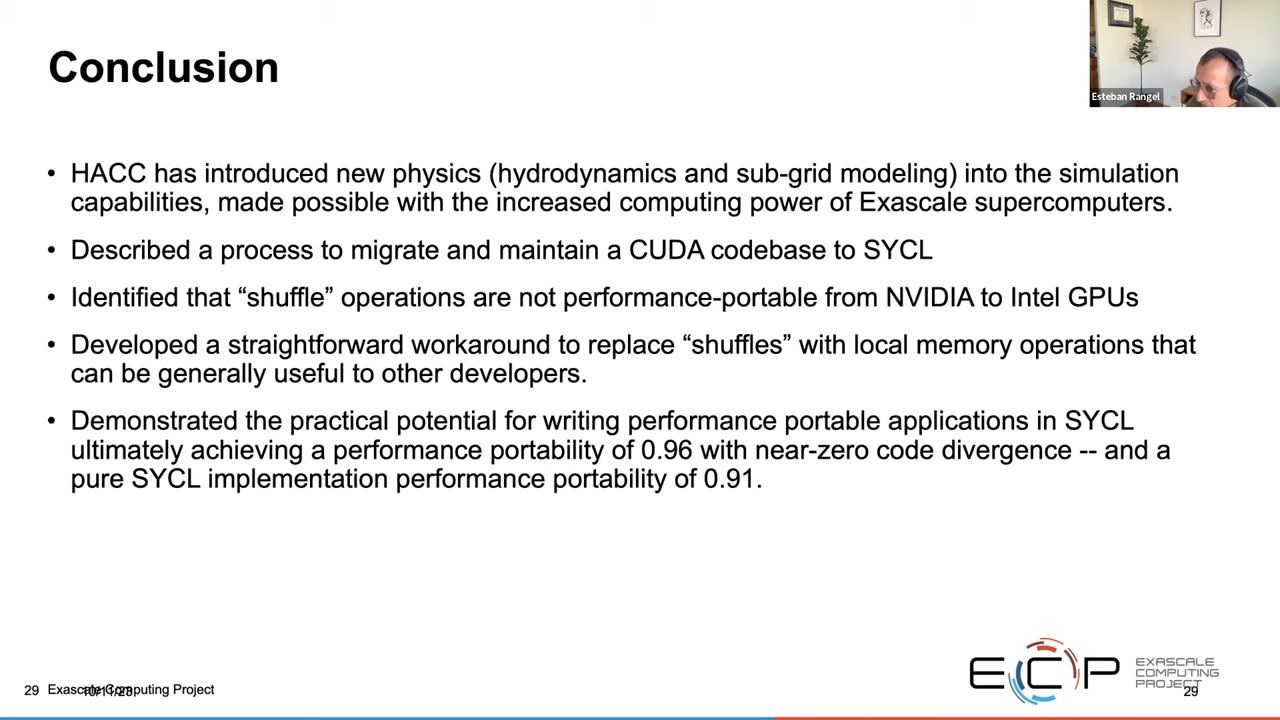 Conclusion
Esteban Rangel
• HACC has introduced new physics (hydrodynamics and sub-grid modeling) into the simulation
capabilities, made possible with the increased computing power of Exascale supercomputers.
• Described a process to migrate and maintain a CUDA codebase to SYCL
• Identified that “shuffle” operations are not performance-portable from NVIDIA to Intel GPUs
• Developed a straightforward workaround to replace “shuffles” with local memory operations that
can be generally useful to other developers.
• Demonstrated the practical potential for writing performance portable applications in SYCL
ultimately achieving a performance portability of 0.96 with near-zero code divergence -- and a
pure SYCL implementation performance portability of 0.91.
29 Exascale Computing Project
ECP
EXASCALE
COMPUTING
PROJECT
29